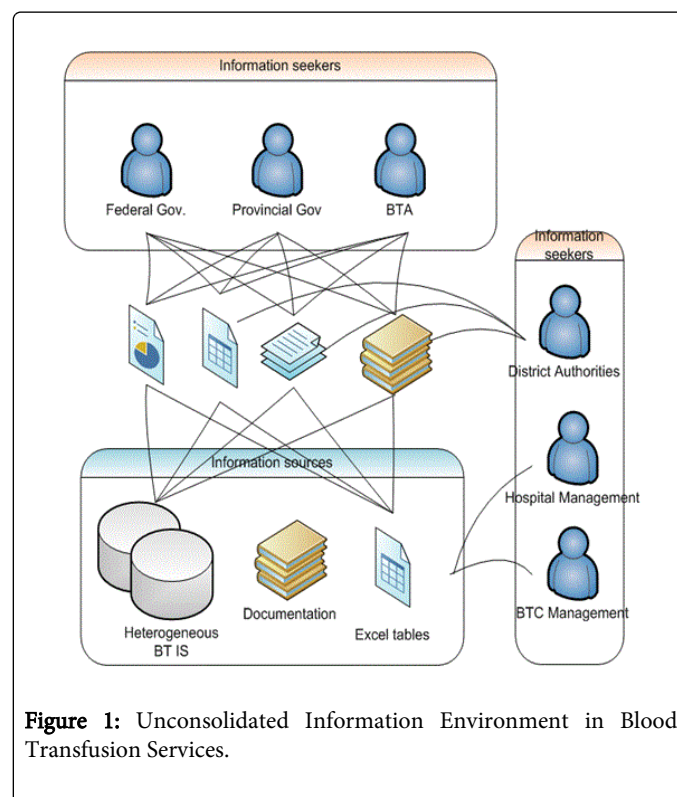 Information seekers
Federal Gov.
Provincial Gov
BTA
Information
seekers
District Authorities
Hospital Management
BTC Management
Information sources
Heterogeneous
BT IS
Documentation
Excel tables
Figure 1: Unconsolidated Information Environment in Blood
Transfusion Services.